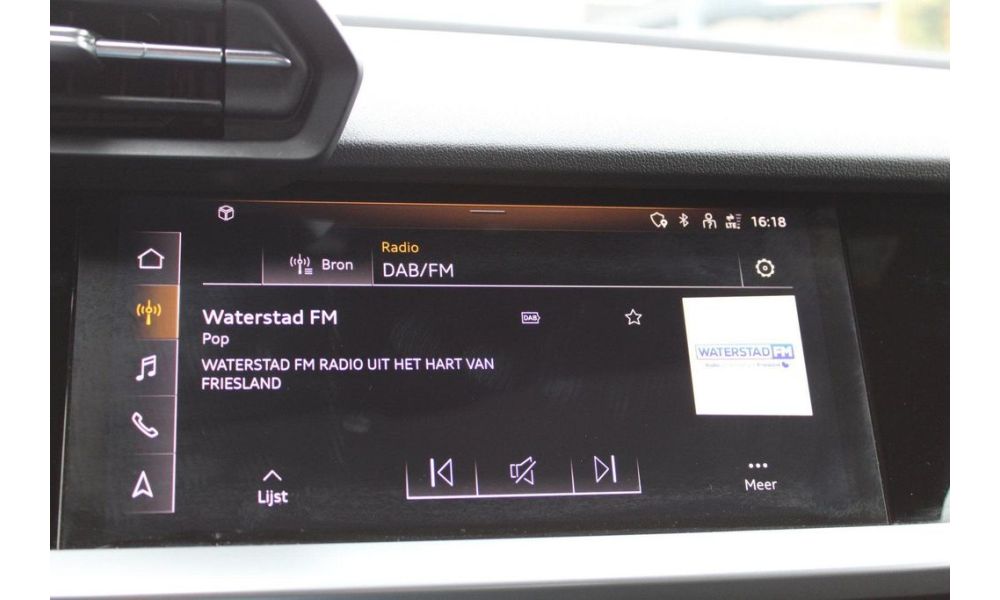 LTE
16:18
Radio
Bron
DAB/FM
Waterstad FM
DAB
Pop
WATERSTAD FM RADIO UIT HET HART VAN
FRIESLAND
WATERSTAD FM
Lijst
Meer